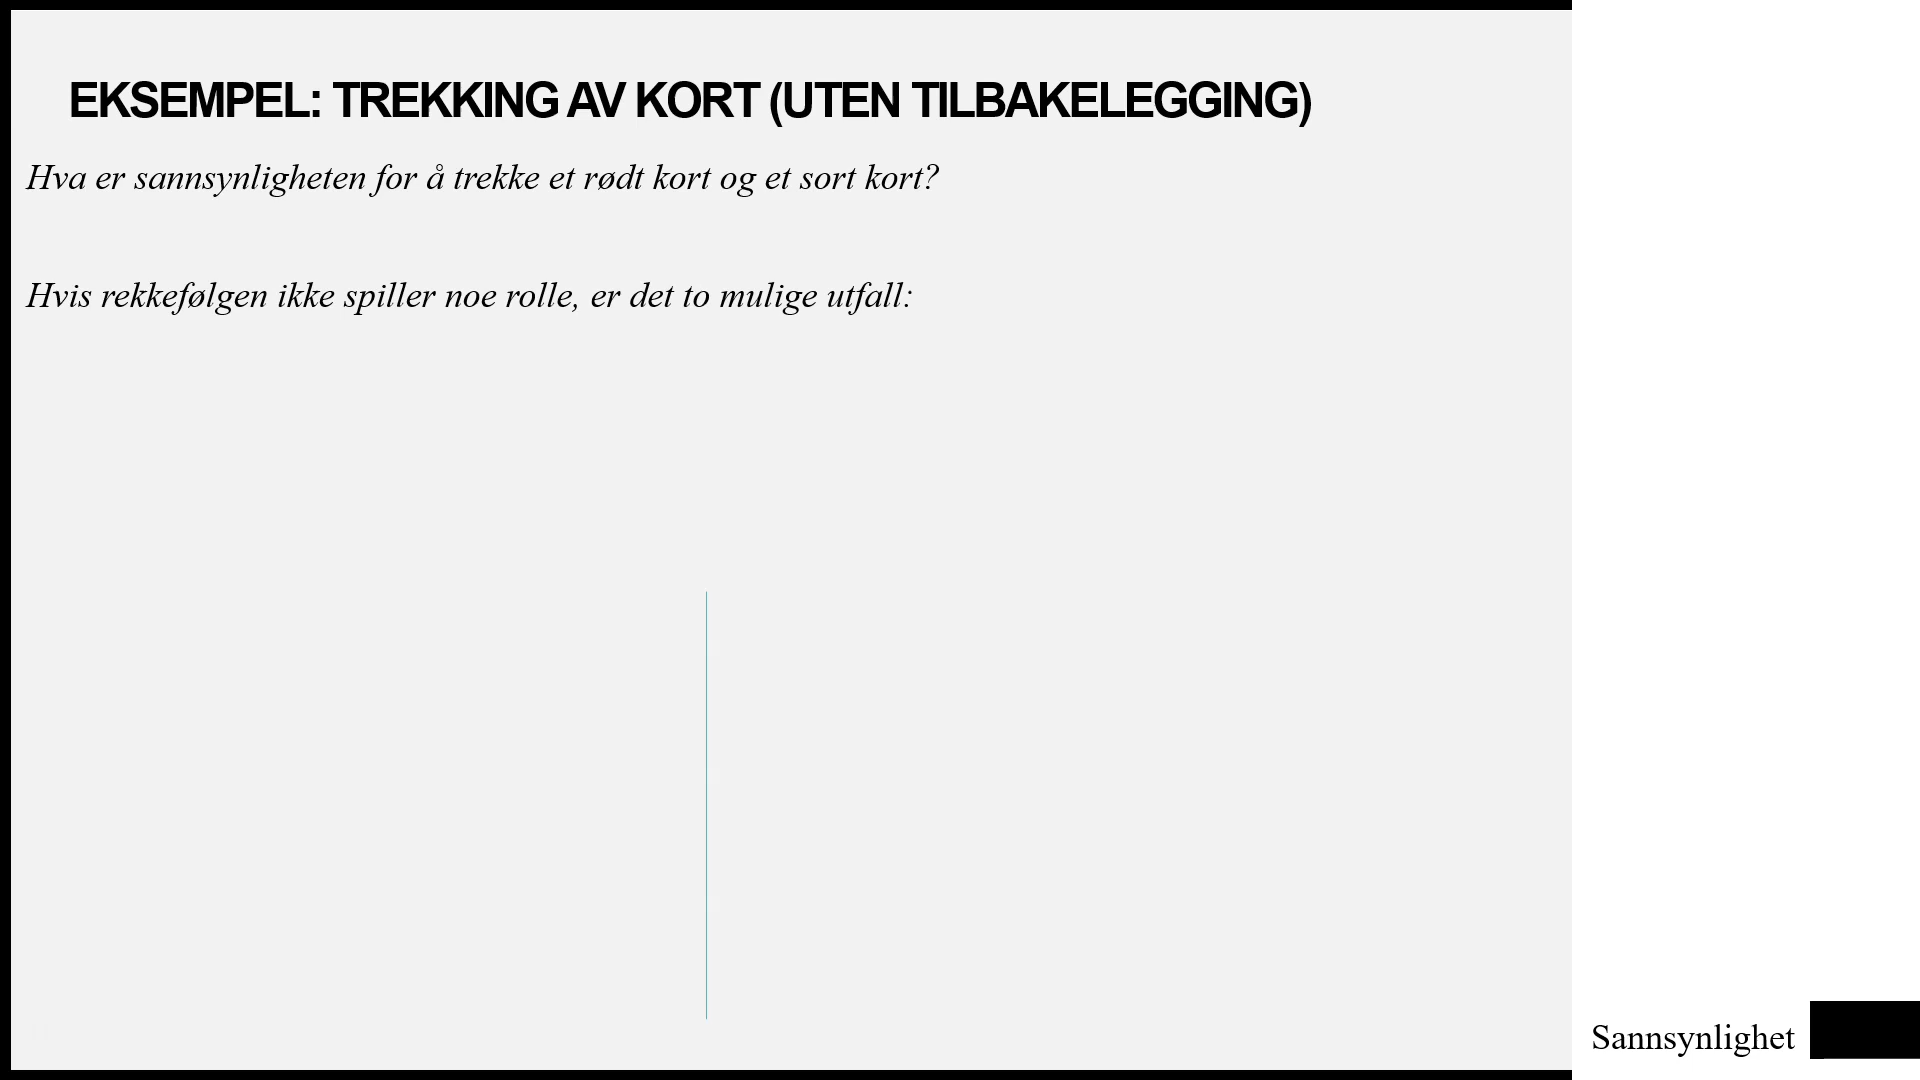 EKSEMPEL: TREKKING AV KORT (UTEN TILBAKELEGGING)
Hva er sannsynligheten for å trekke et rødt kort og et sort kort?
Hvis rekkefølgen ikke spiller noe rolle, er det to mulige utfall:
Sannsynlighet